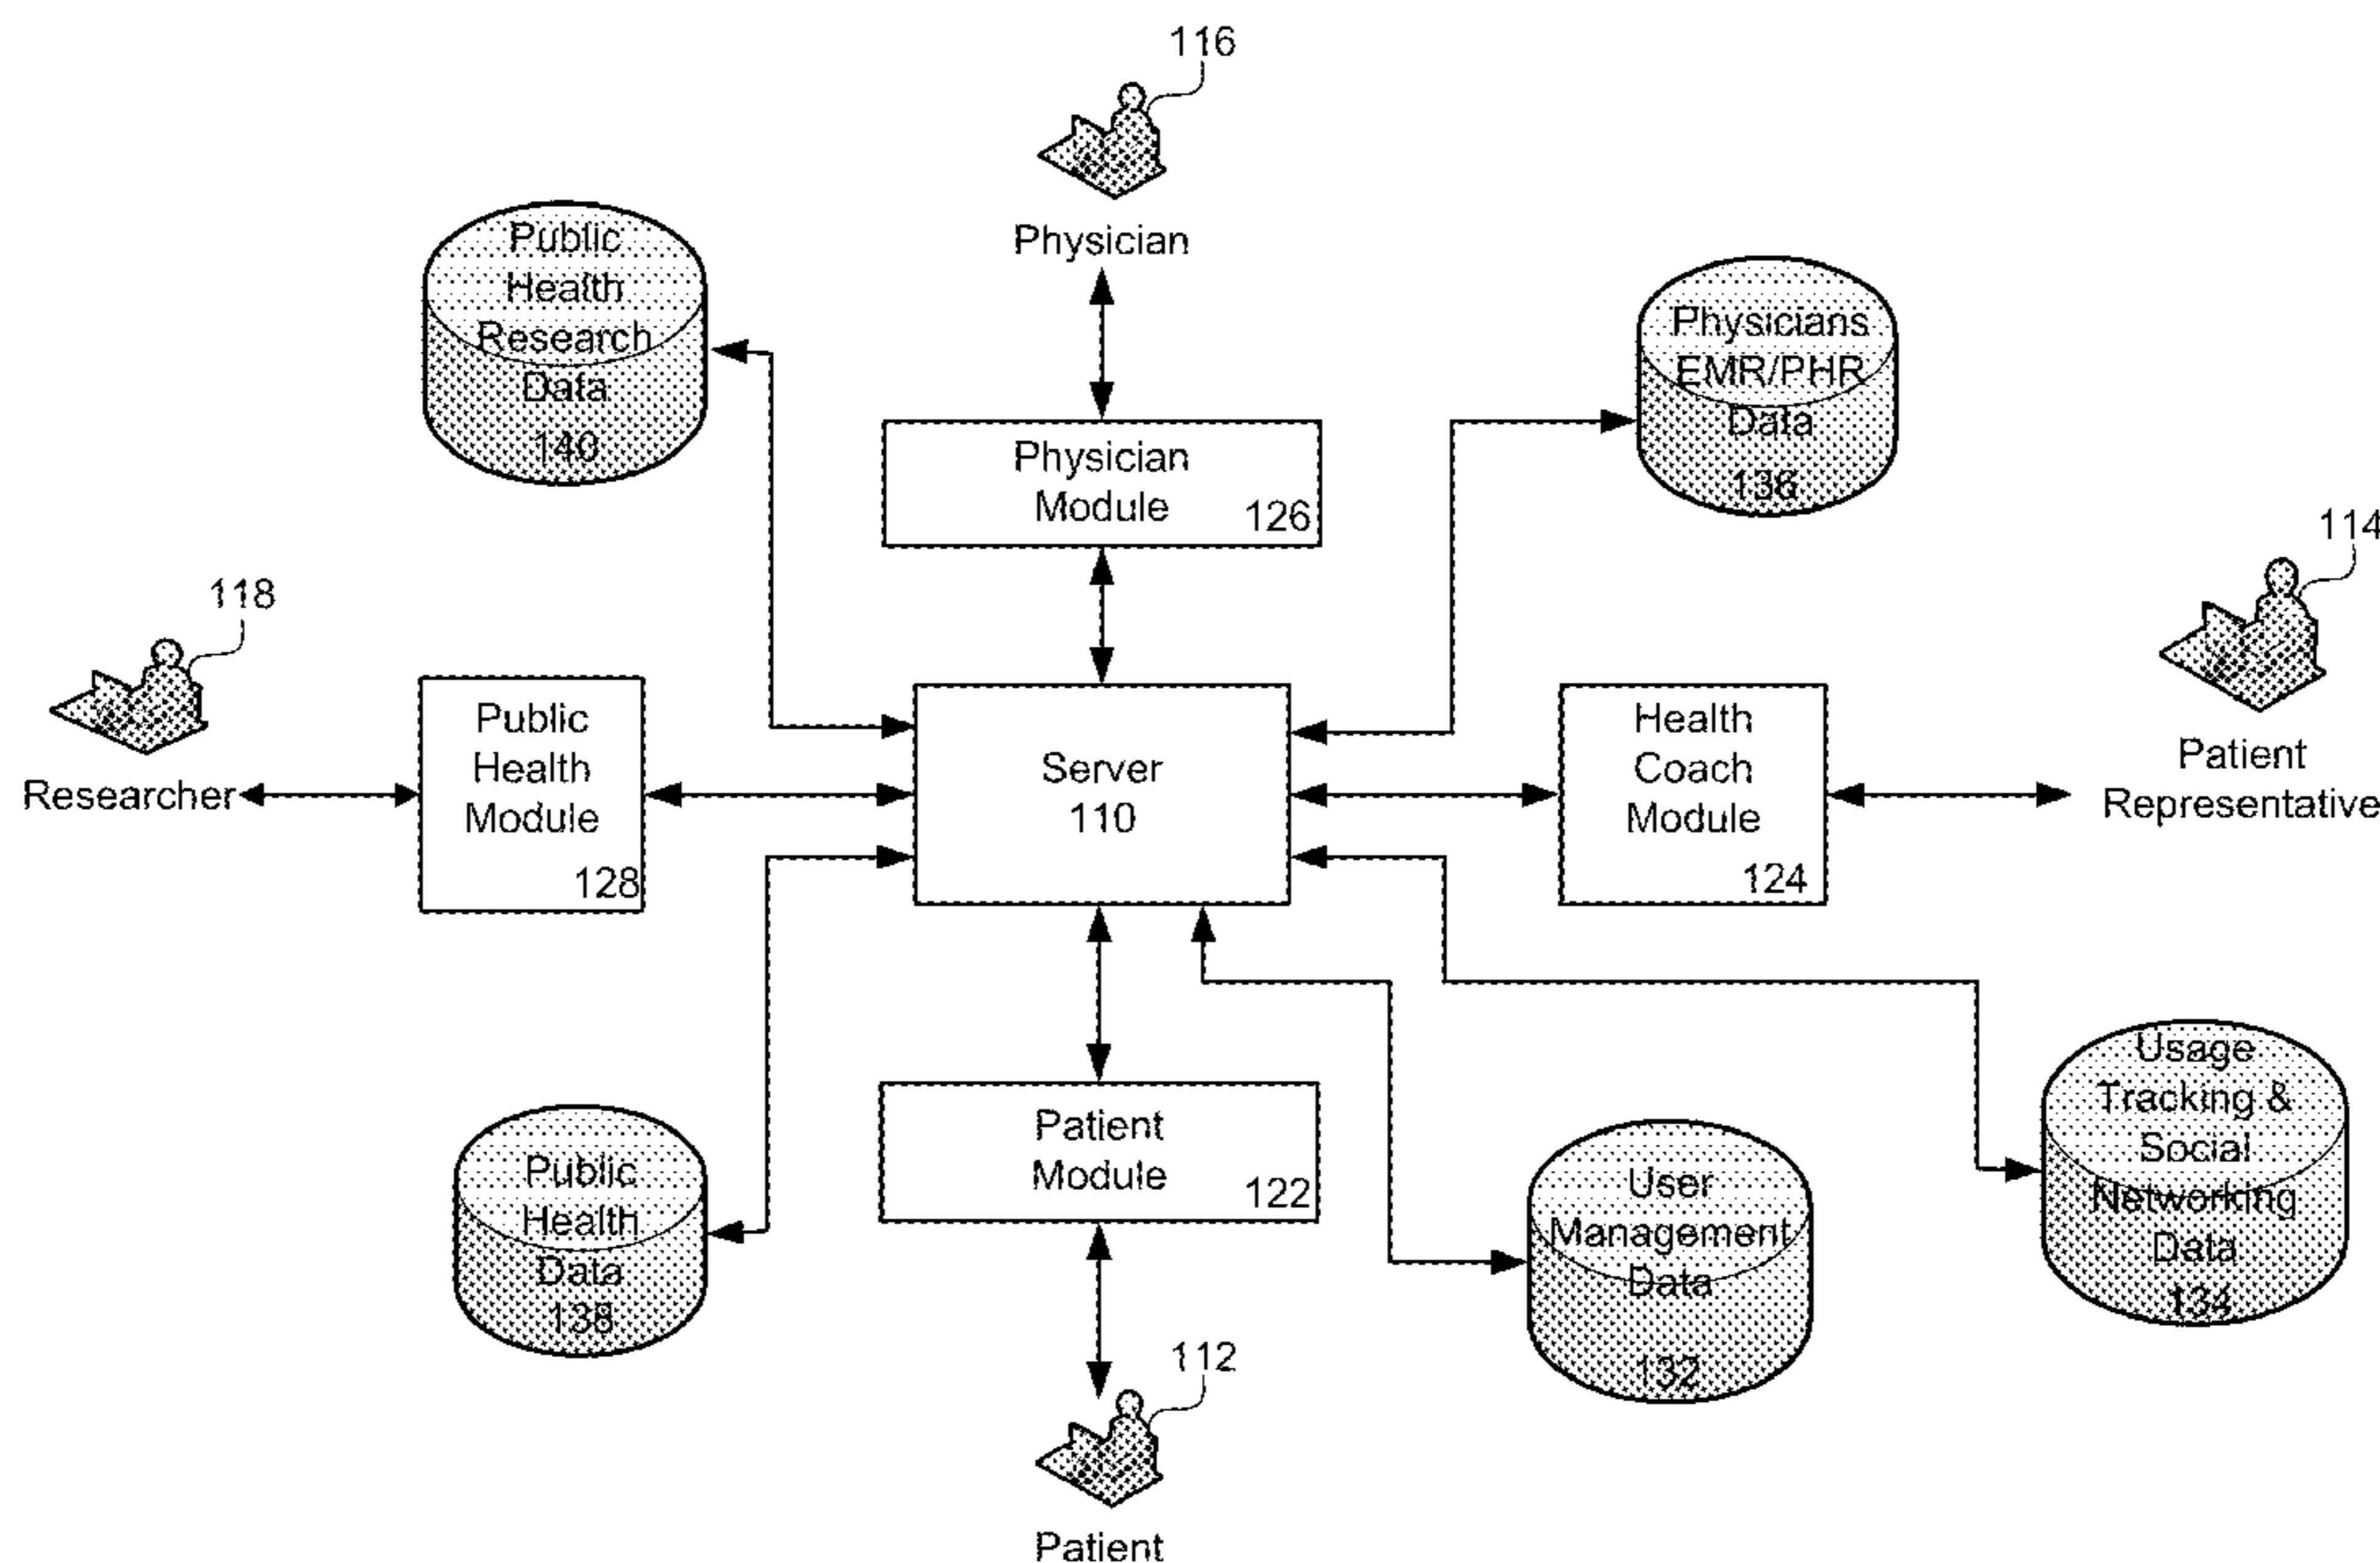 116
Physician
Public
Health
Research
Data
140
Physicians
EMR/PHR
Data
136
Physician
Module
126
114
118
Researcher
Public
Health
Module
128
Server
110
Health
Coach
Module
124
Patient
Representative
Public
Health
Data
138
Patient
Module
122
User
Management
Data
132
Usage
Tracking &
Social
Networking
Data
134
112
Patient